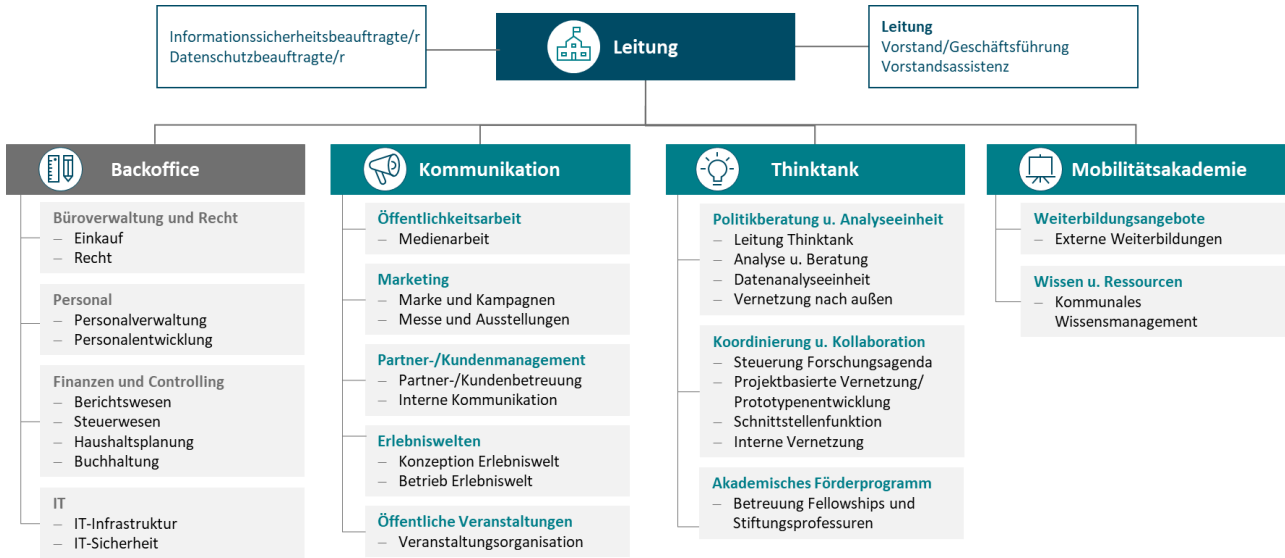 Informationssicherheitsbeauftragte/r
Datenschutzbeauftragte/r
Leitung
Leitung
Vorstand/Geschäftsführung
Vorstandsassistenz
Backoffice
Büroverwaltung und Recht
– Einkauf
– Recht
Personal
– Personalverwaltung
– Personalentwicklung
Finanzen und Controlling
– Berichtswesen
– Steuerwesen
– Haushaltsplanung
– Buchhaltung
IT
– IT-Infrastruktur
– IT-Sicherheit
Kommunikation
Öffentlichkeitsarbeit
– Medienarbeit
Marketing
– Marke und Kampagnen
– Messe und Ausstellungen
Partner-/Kundenmanagement
– Partner-/Kundenbetreuung
– Interne Kommunikation
Erlebniswelten
– Konzeption Erlebniswelt
– Betrieb Erlebniswelt
Öffentliche Veranstaltungen
– Veranstaltungsorganisation
Thinktank
Politikberatung u. Analyseeinheit
– Leitung Thinktank
– Analyse u. Beratung
– Datenanalyseeinheit
– Vernetzung nach außen
Koordinierung u. Kollaboration
– Steuerung Forschungsagenda
– Projektbasierte Vernetzung/
Prototypenentwicklung
– Schnittstellenfunktion
– Interne Vernetzung
Akademisches Förderprogramm
– Betreuung Fellowships und
Stiftungsprofessuren
Mobilitätsakademie
Weiterbildungsangebote
– Externe Weiterbildungen
Wissen u. Ressourcen
– Kommunales
Wissensmanagement